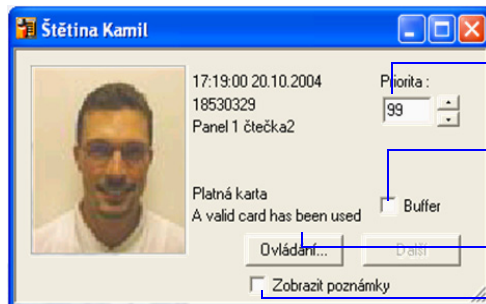 Štětina Kamil
17:19:00 20.10.2004
Priorita :
18530329
99
Panel 1 čtečka2
Platná karta
Buffer
A valid card has been used
Ovládání...
Další
Zobrazit poznámky